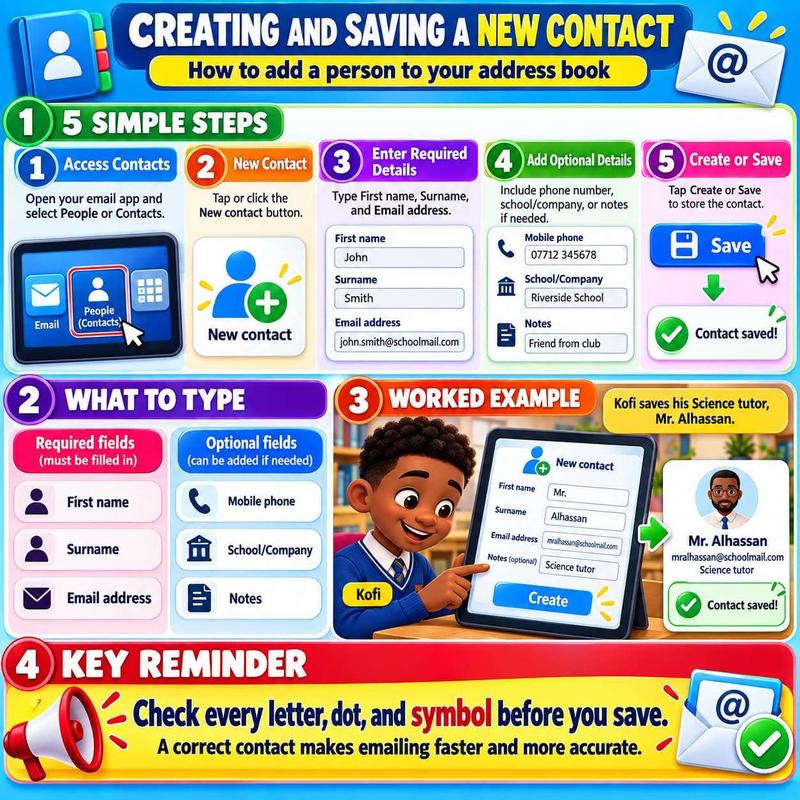 CREATING AND SAVING A NEW CONTACT
How to add a person to your address book
@
1 5 SIMPLE STEPS
1 Access Contacts
Open your email app and
select People or Contacts.
Email
People
(Contacts)
2 New Contact
Tap or click the
New contact button.
New contact
3 Enter Required
Details
Type First name, Surname,
and Email address.
First name
John
Surname
Smith
Email address
john.smith@schoolmail.com
4 Add Optional Details
Include phone number,
school/company, or notes
if needed.
Mobile phone
07712 345678
School/Company
Riverside School
Notes
Friend from club
5 Create or Save
Tap Create or Save
to store the contact.
Save
Contact saved!
2 WHAT TO TYPE
Required fields
(must be filled in)
First name
Surname
Email address
Optional fields
(can be added if needed)
Mobile phone
School/Company
Notes
3 WORKED EXAMPLE
Kofi saves his Science tutor,
Mr. Alhassan.
Kofi
New contact
First name
Mr.
Surname
Alhassan
Email address
mralhassan@schoolmail.com
Notes (optional)
Science tutor
Create
Mr. Alhassan
mralhassan@schoolmail.com
Science tutor
Contact saved!
4 KEY REMINDER
Check every letter, dot, and symbol before you save.
A correct contact makes emailing faster and more accurate.
@